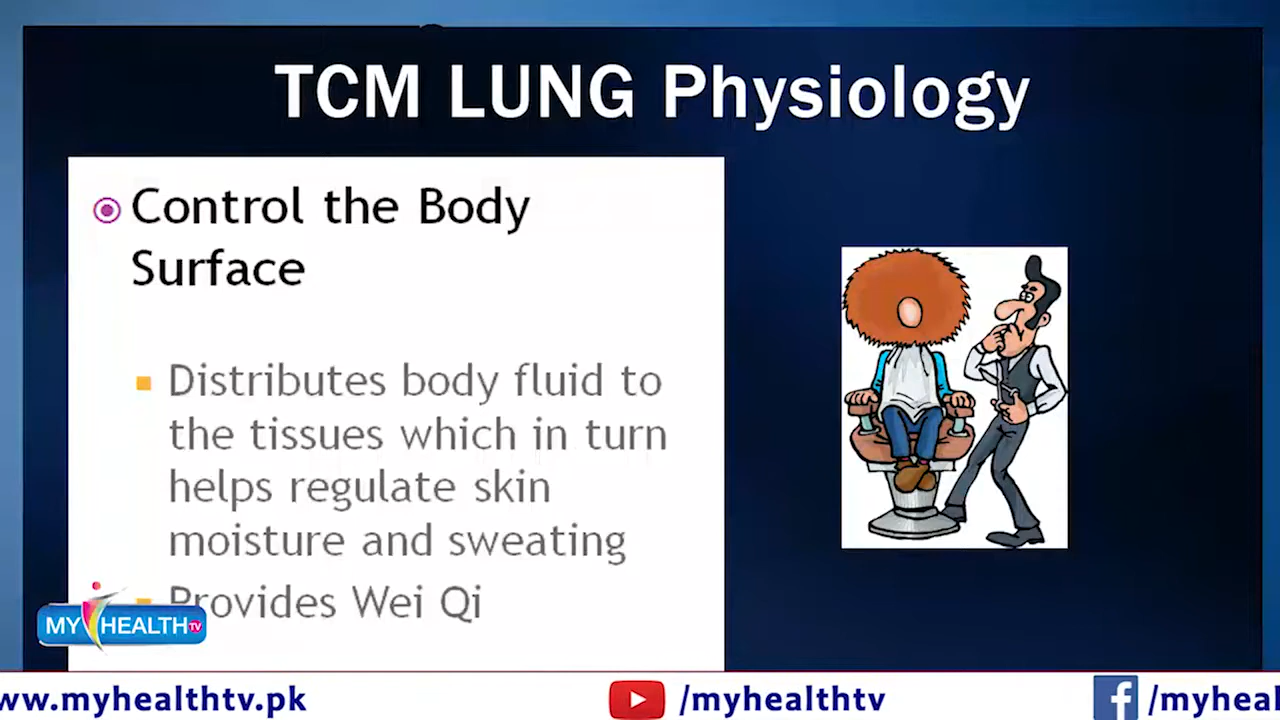 TCM LUNG Physiology
Control the Body
Surface
Distributes body fluid to
the tissues which in turn
helps regulate skin
moisture and sweating
Provides Wei Qi
MY HEALTH TV
www.myhealthtv.pk
/myhealthtv
/myheal